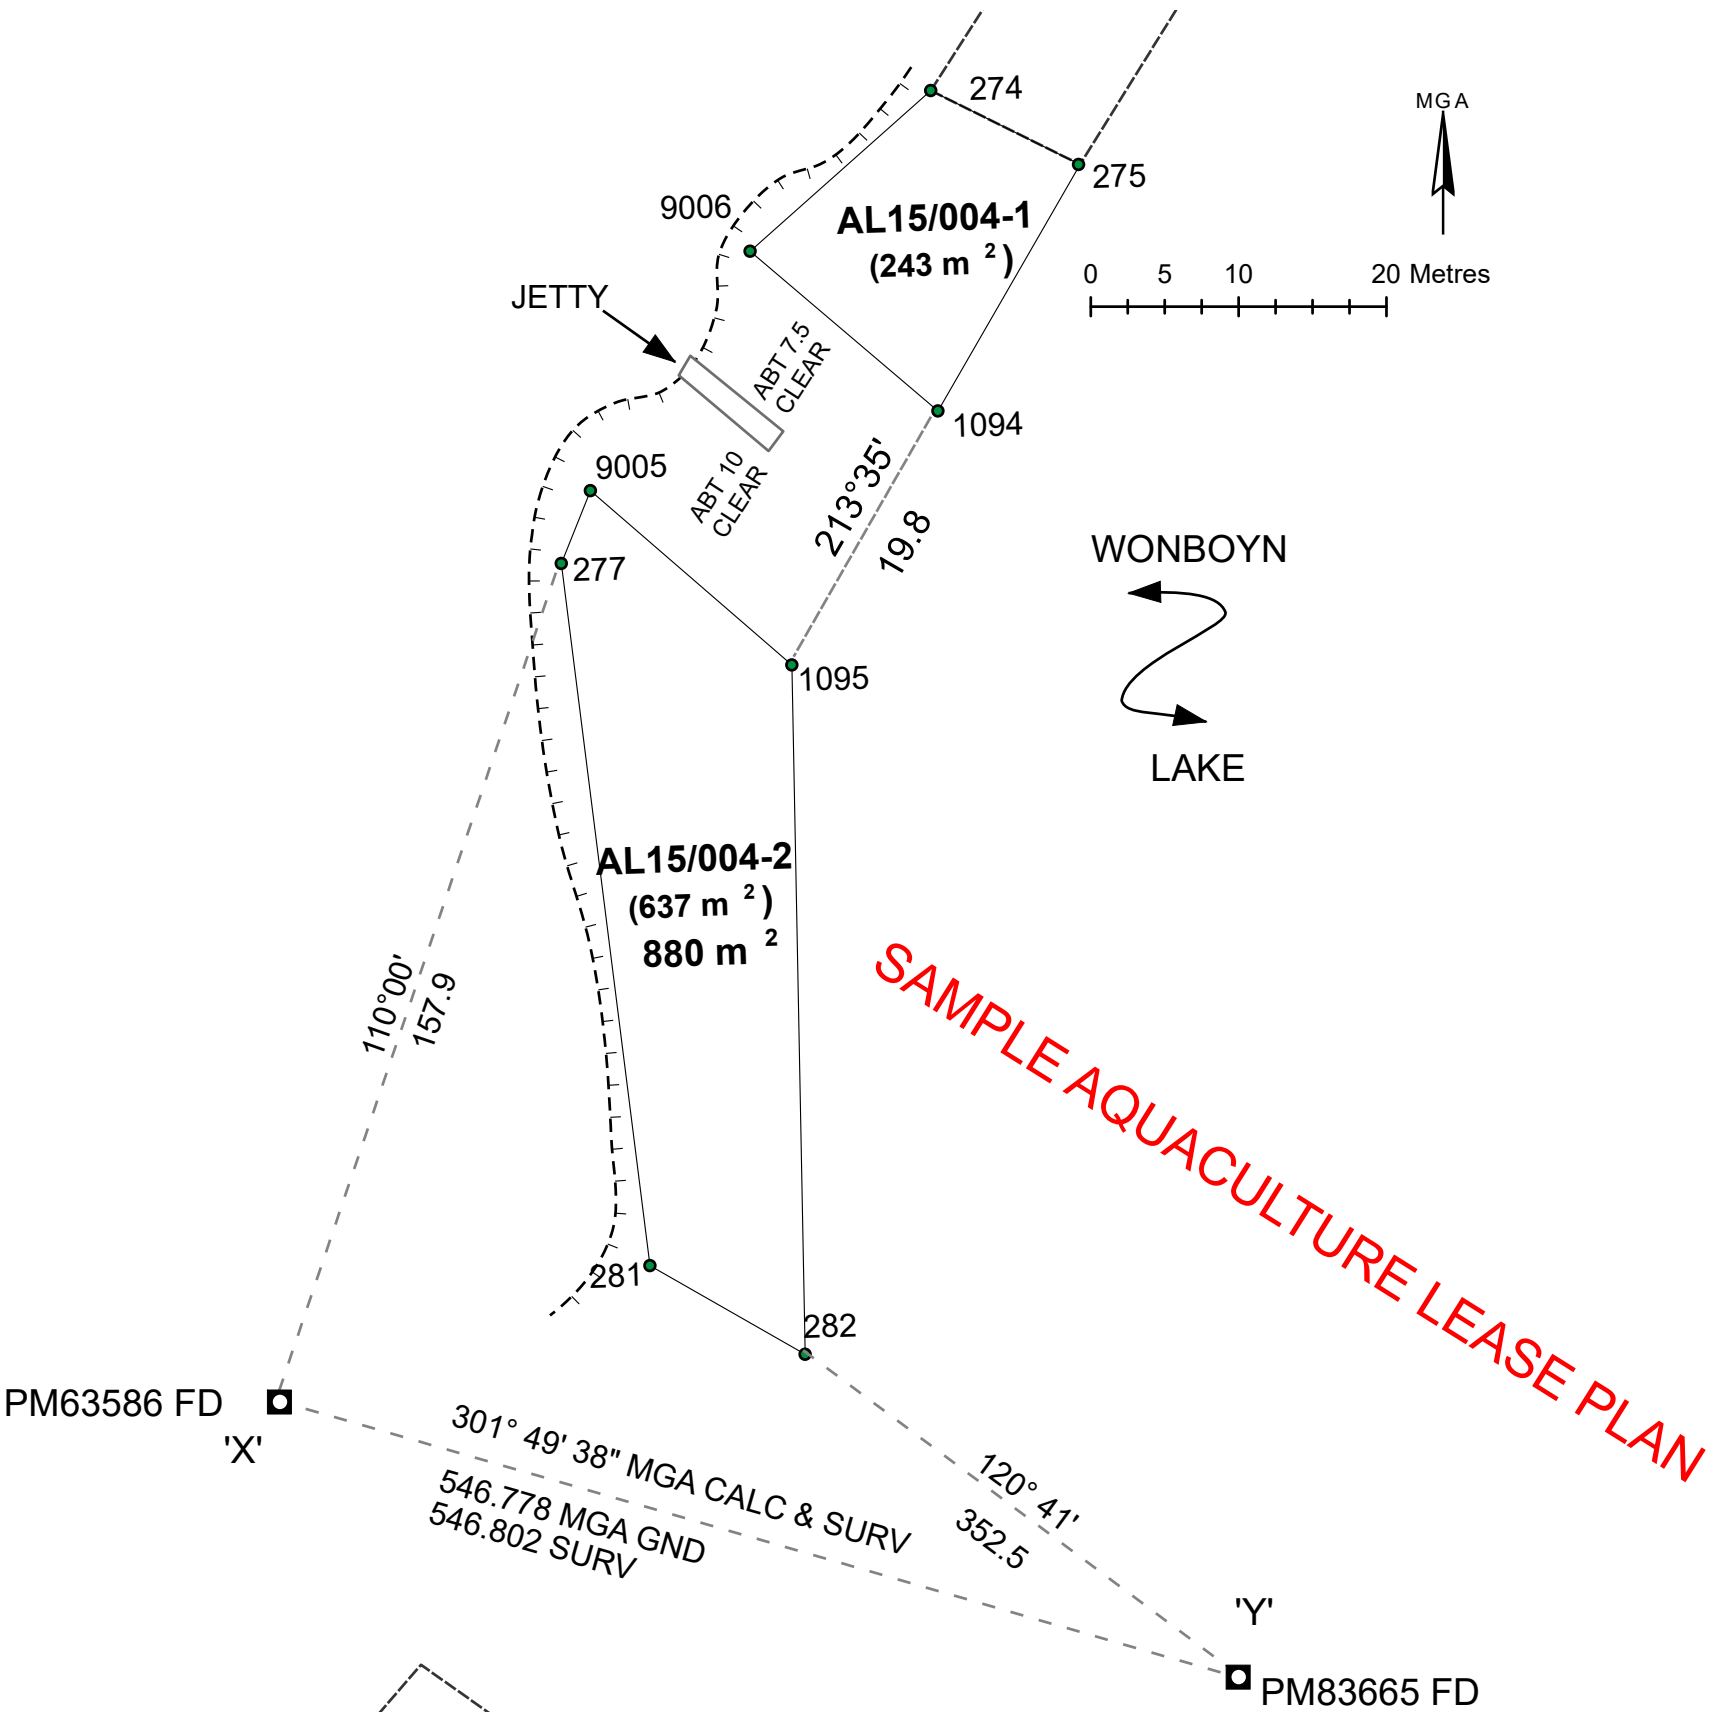 274
MGA
275
9006
AL15/004-1
(243 m 2 )
0 5 10 20 Metres
JETTY
ABT 7.5
CLEAR
1094
9005
ABT 10
CLEAR
213°35'
19.8
WONBOYN
277
1095
LAKE
AL15/004-2
(637 m 2 )
880 m 2
110°00'
157.9
SAMPLE AQUACULTURE LEASE PLAN
281
282
PM63586 FD
'X'
301° 49' 38" MGA CALC & SURV
546.778 MGA GND
546.802 SURV
120° 41'
352.5
'Y'
PM83665 FD